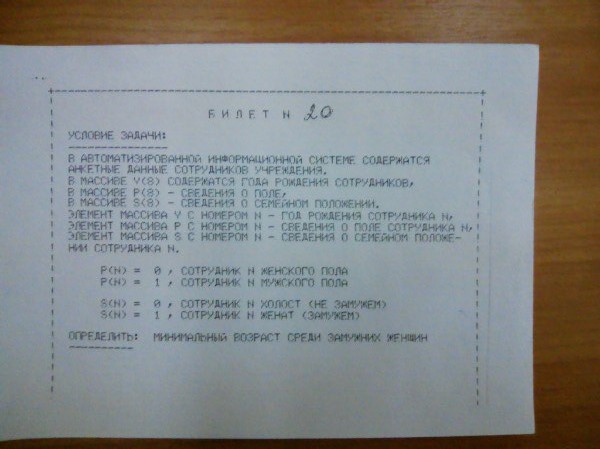 БИЛЕТ N 20
УСЛОВИЕ ЗАДАЧИ:
В АВТОМАТИЗИРОВАННОЙ ИНФОРМАЦИОННОЙ СИСТЕМЕ СОДЕРЖАТСЯ
АНКЕТНЫЕ ДАННЫЕ СОТРУДНИКОВ УЧРЕЖДЕНИЯ.
В МАССИВЕ Y(8) СОДЕРЖАТСЯ ГОДА РОЖДЕНИЯ СОТРУДНИКОВ,
В МАССИВЕ P(8) - СВЕДЕНИЯ О ПОЛЕ,
В МАССИВЕ S(8) - СВЕДЕНИЯ О СЕМЕЙНОМ ПОЛОЖЕНИИ.
ЭЛЕМЕНТ МАССИВА Y С НОМЕРОМ N - ГОД РОЖДЕНИЯ СОТРУДНИКА N,
ЭЛЕМЕНТ МАССИВА P С НОМЕРОМ N - СВЕДЕНИЯ О ПОЛЕ СОТРУДНИКА N,
ЭЛЕМЕНТ МАССИВА S С НОМЕРОМ N - СВЕДЕНИЯ О СЕМЕЙНОМ ПОЛОЖЕ-
НИИ СОТРУДНИКА N.
P(N) = 0 , СОТРУДНИК N ЖЕНСКОГО ПОЛА
P(N) = 1 , СОТРУДНИК N МУЖСКОГО ПОЛА
S(N) = 0 , СОТРУДНИК N ХОЛОСТ (НЕ ЗАМУЖЕМ)
S(N) = 1 , СОТРУДНИК N ЖЕНАТ (ЗАМУЖЕМ)
ОПРЕДЕЛИТЬ: МИНИМАЛЬНЫЙ ВОЗРАСТ СРЕДИ ЗАМУЖНИХ ЖЕНЩИН